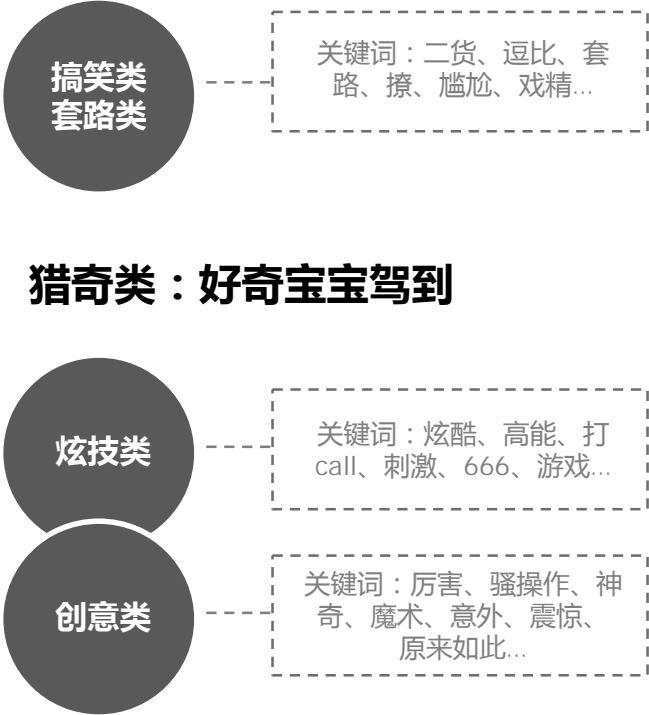 搞笑类
套路类
关键词：二货、逗比、套
路、撩、尴尬、戏精...
猎奇类：好奇宝宝驾到
炫技类
关键词：炫酷、高能、打
call、刺激、666、游戏...
创意类
关键词：厉害、骚操作、神
奇、魔术、意外、震惊、
原来如此...